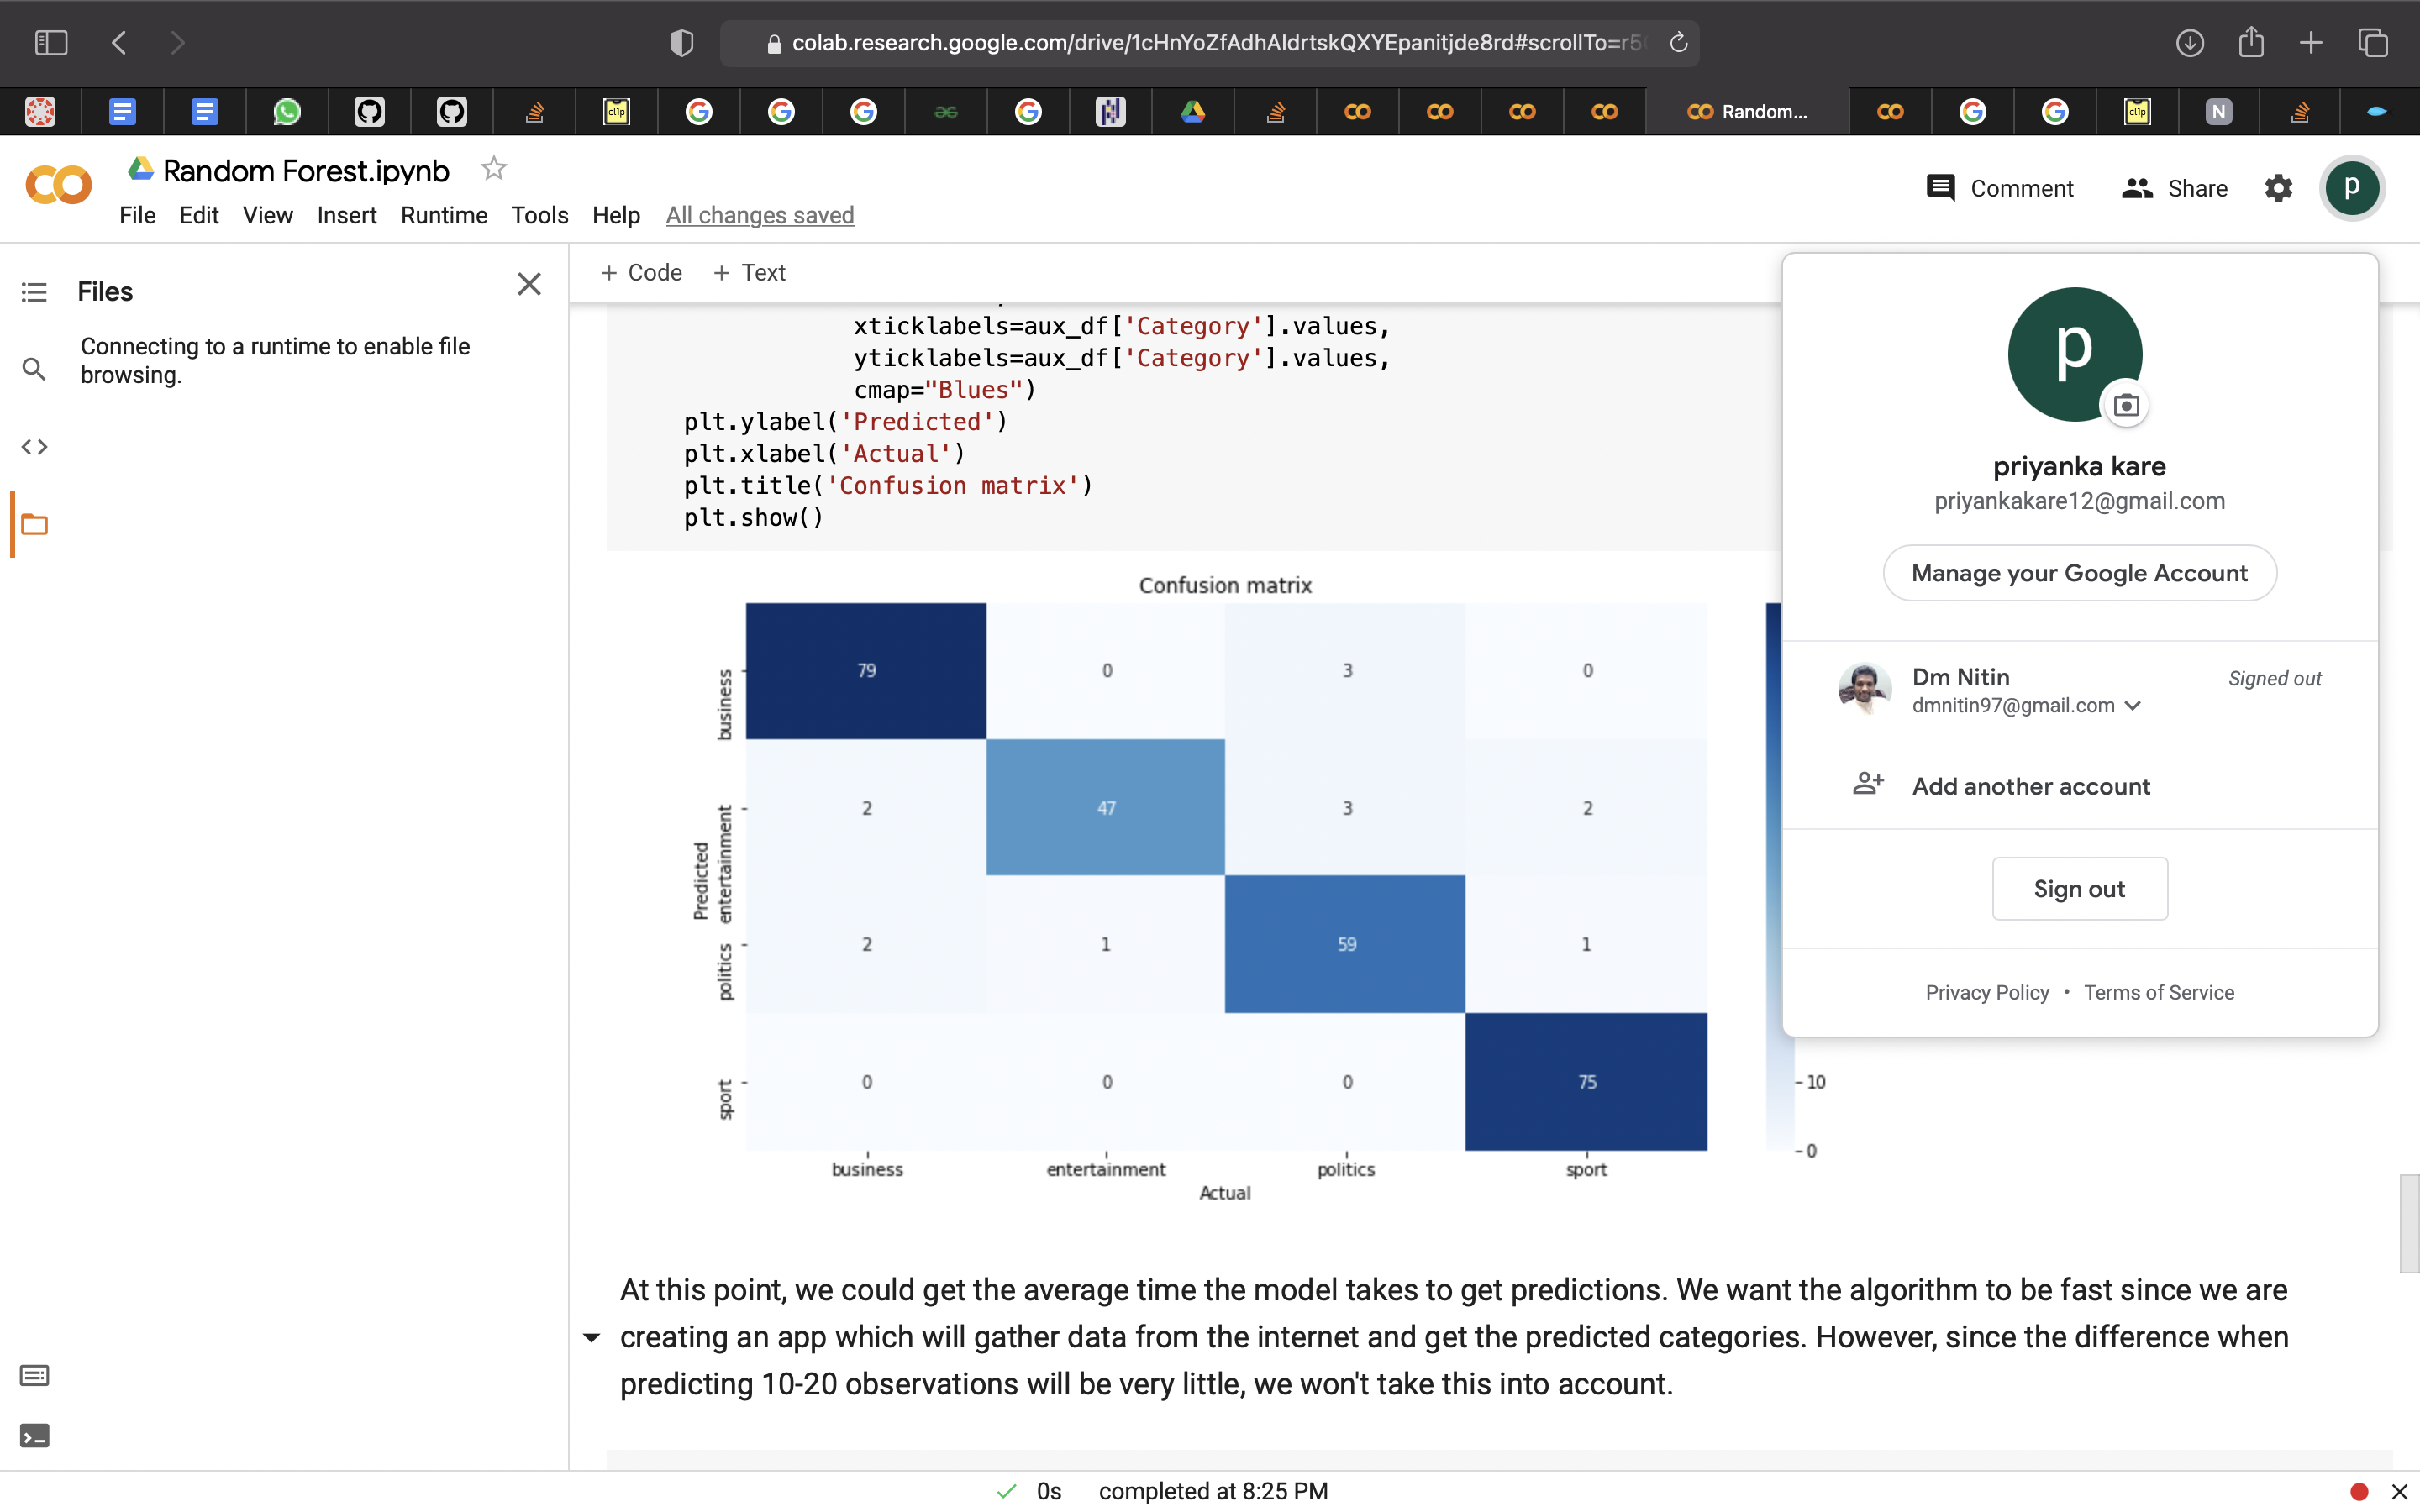 colab.research.google.com/drive/1cHnYoZfAdhAldrtskQXYEpanitjde8rd#scrollTo=r5
cl1p
Random...
cl1p
N
Random Forest.ipynb
File Edit View Insert Runtime Tools Help All changes saved
Comment Share p
Files
Connecting to a runtime to enable file
browsing.
+ Code + Text
xticklabels=aux_df['Category'].values,
yticklabels=aux_df['Category'].values,
cmap="Blues")
plt.ylabel('Predicted')
plt.xlabel('Actual')
plt.title('Confusion matrix')
plt.show()
Confusion matrix
business 79 0 3 0
entertainment 2 47 3 2
Predicted
politics 2 1 59 1
sport 0 0 0 75
business entertainment politics sport
Actual
10
0
p
priyanka kare
priyankakare12@gmail.com
Manage your Google Account
Dm Nitin Signed out
dmnitin97@gmail.com
Add another account
Sign out
Privacy Policy • Terms of Service
At this point, we could get the average time the model takes to get predictions. We want the algorithm to be fast since we are
creating an app which will gather data from the internet and get the predicted categories. However, since the difference when
predicting 10-20 observations will be very little, we won't take this into account.
0s completed at 8:25 PM